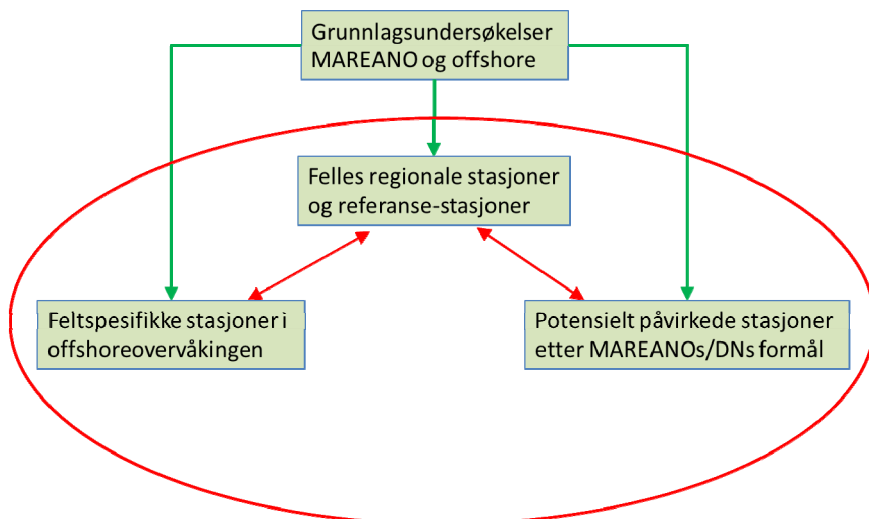 Grunnlagsundersøkelser
MAREANO og offshore
Felles regionale stasjoner
og referanse-stasjoner
Feltspesifikke stasjoner i
offshoreovervåkingen
Potensielt påvirkede stasjoner
etter MAREANOs/DNs formål